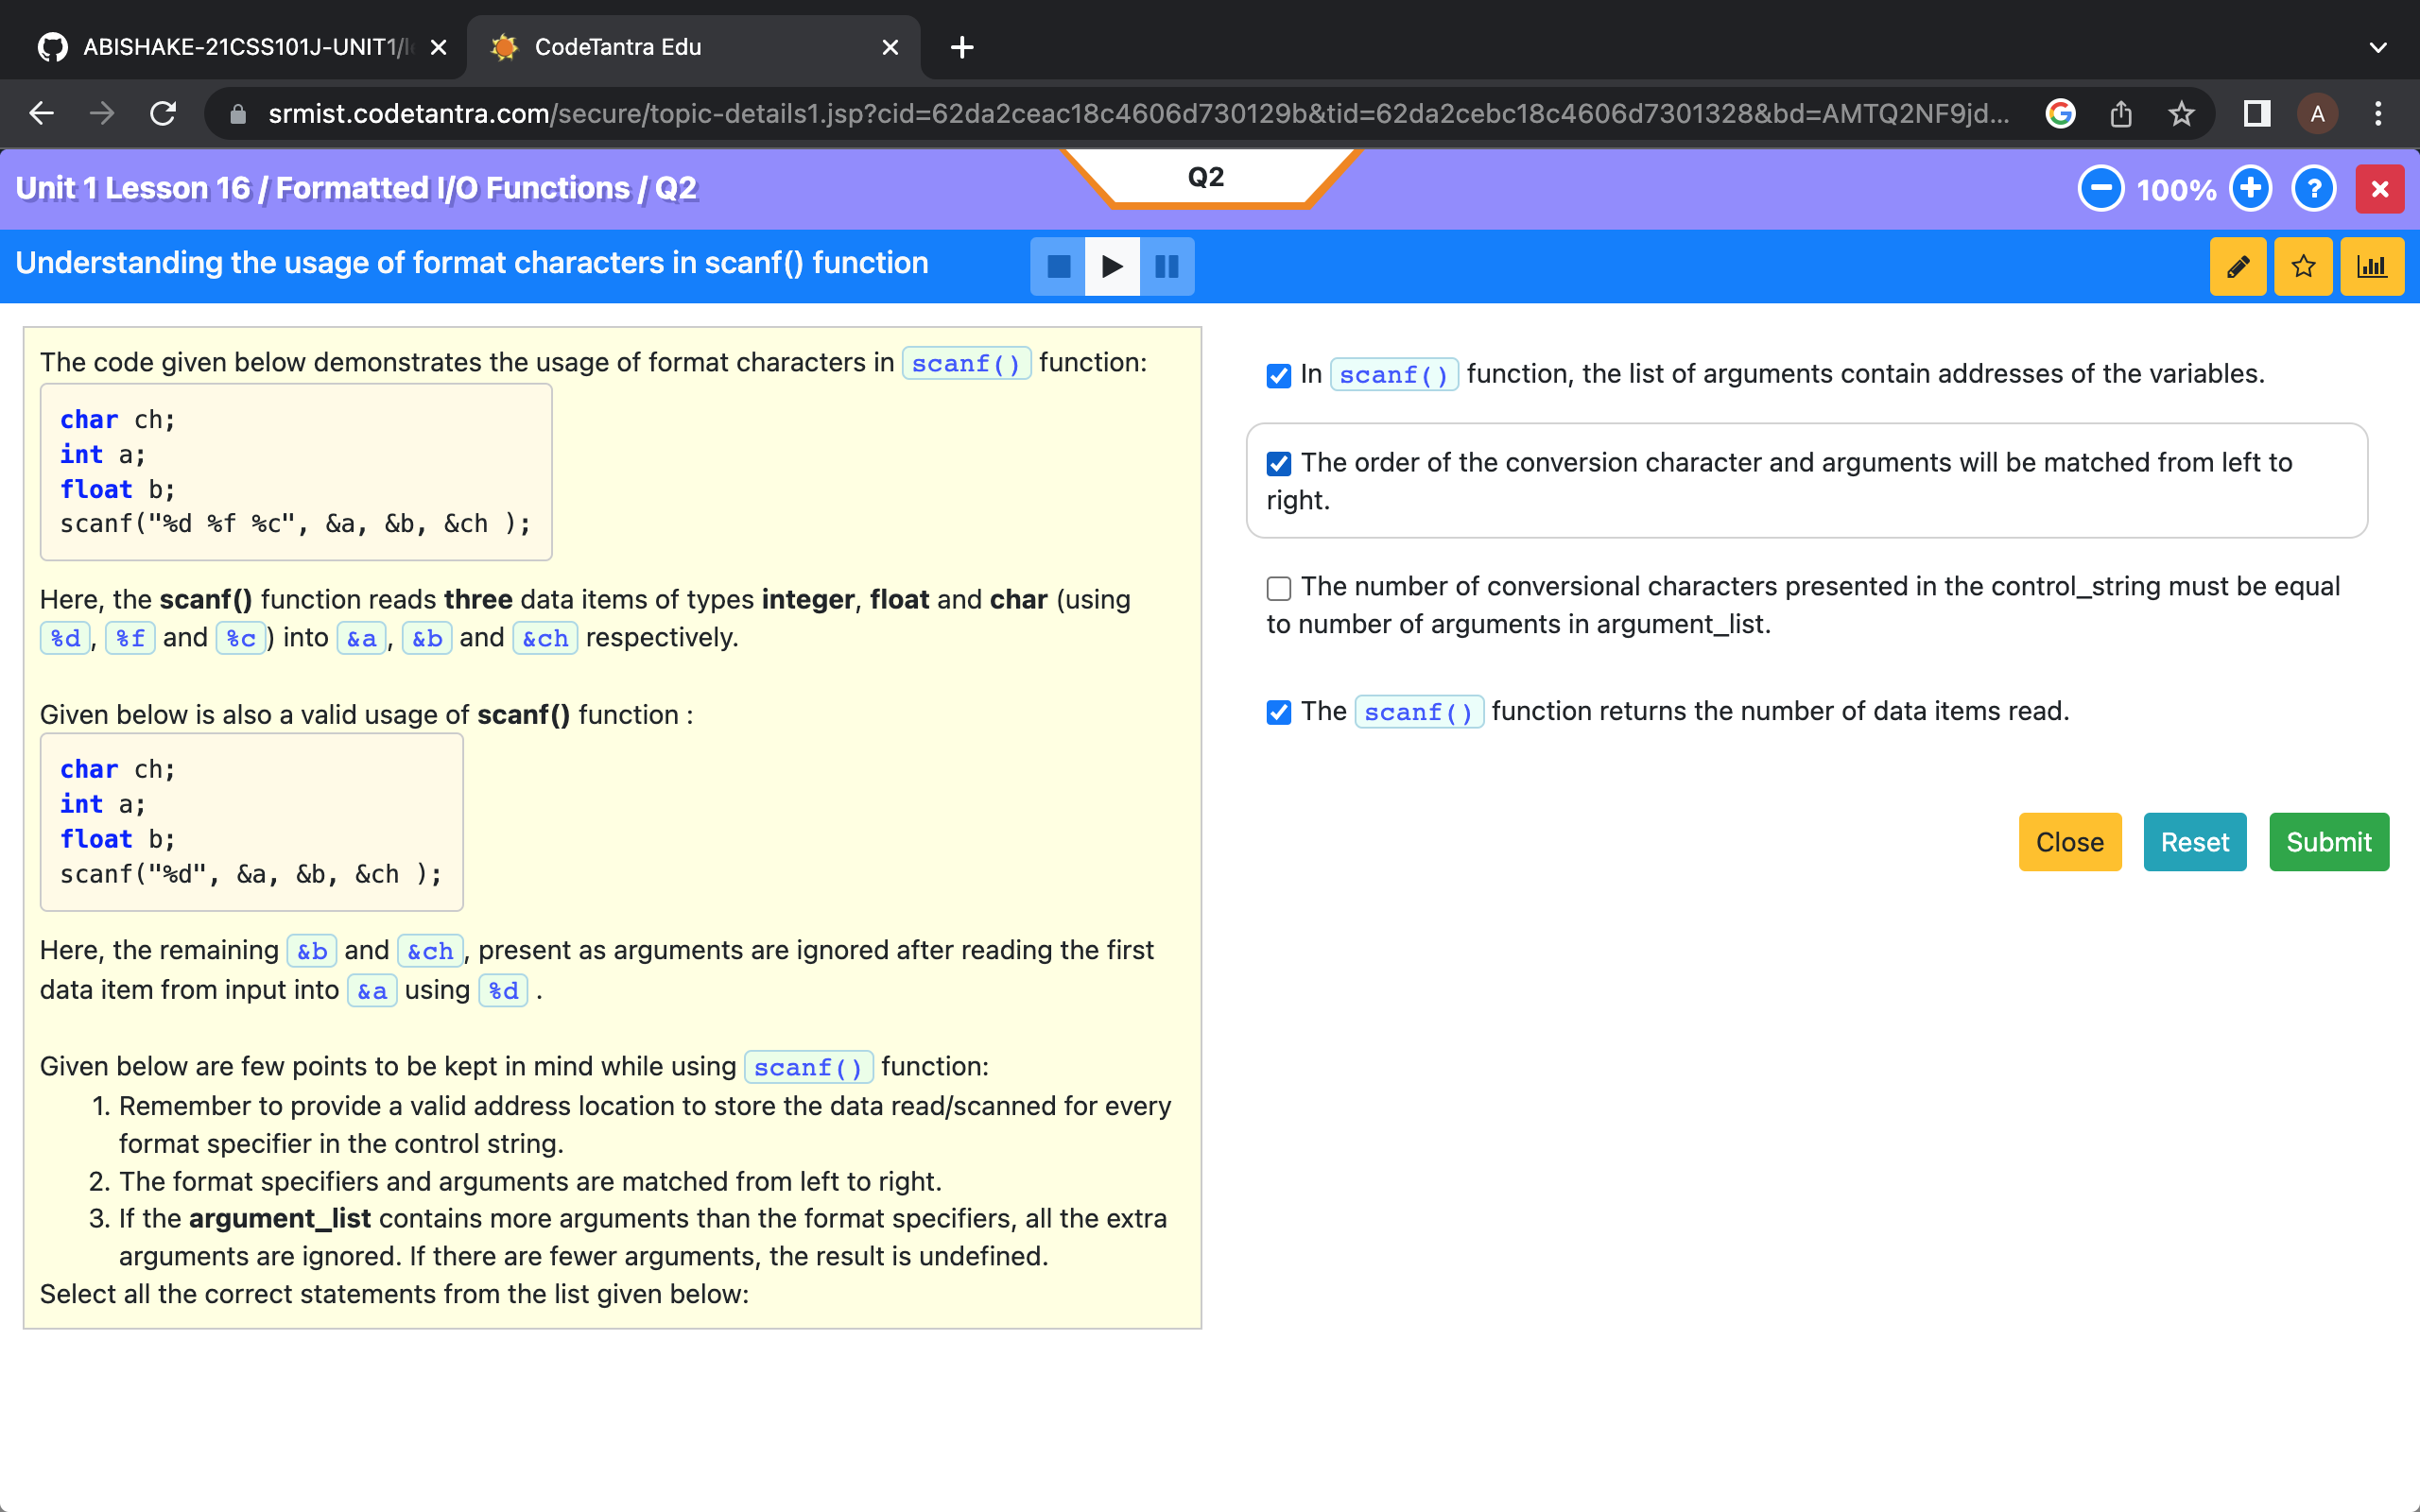 ABISHAKE-21CSS101J-UNIT1/
CodeTantra Edu
srmist.codetantra.com/secure/topic-details1.jsp?cid=62da2ceac18c4606d730129b&tid=62da2cebc18c4606d7301328&bd=AMTQ2NF9jd...
A
Unit 1 Lesson 16 / Formatted I/O Functions / Q2
Q2
100%
?
Understanding the usage of format characters in scanf() function
The code given below demonstrates the usage of format characters in scanf() function:
char ch;
int a;
float b;
scanf("%d %f %c", &a, &b, &ch );
Here, the scanf() function reads three data items of types integer, float and char (using
%d, %f and %c) into &a, &b and &ch respectively.
Given below is also a valid usage of scanf() function :
char ch;
int a;
float b;
scanf("%d", &a, &b, &ch );
Here, the remaining &b and &ch, present as arguments are ignored after reading the first
data item from input into &a using %d .
Given below are few points to be kept in mind while using scanf() function:
1. Remember to provide a valid address location to store the data read/scanned for every
format specifier in the control string.
2. The format specifiers and arguments are matched from left to right.
3. If the argument_list contains more arguments than the format specifiers, all the extra
arguments are ignored. If there are fewer arguments, the result is undefined.
Select all the correct statements from the list given below:
In scanf() function, the list of arguments contain addresses of the variables.
The order of the conversion character and arguments will be matched from left to
right.
The number of conversional characters presented in the control_string must be equal
to number of arguments in argument_list.
The scanf() function returns the number of data items read.
Close
Reset
Submit